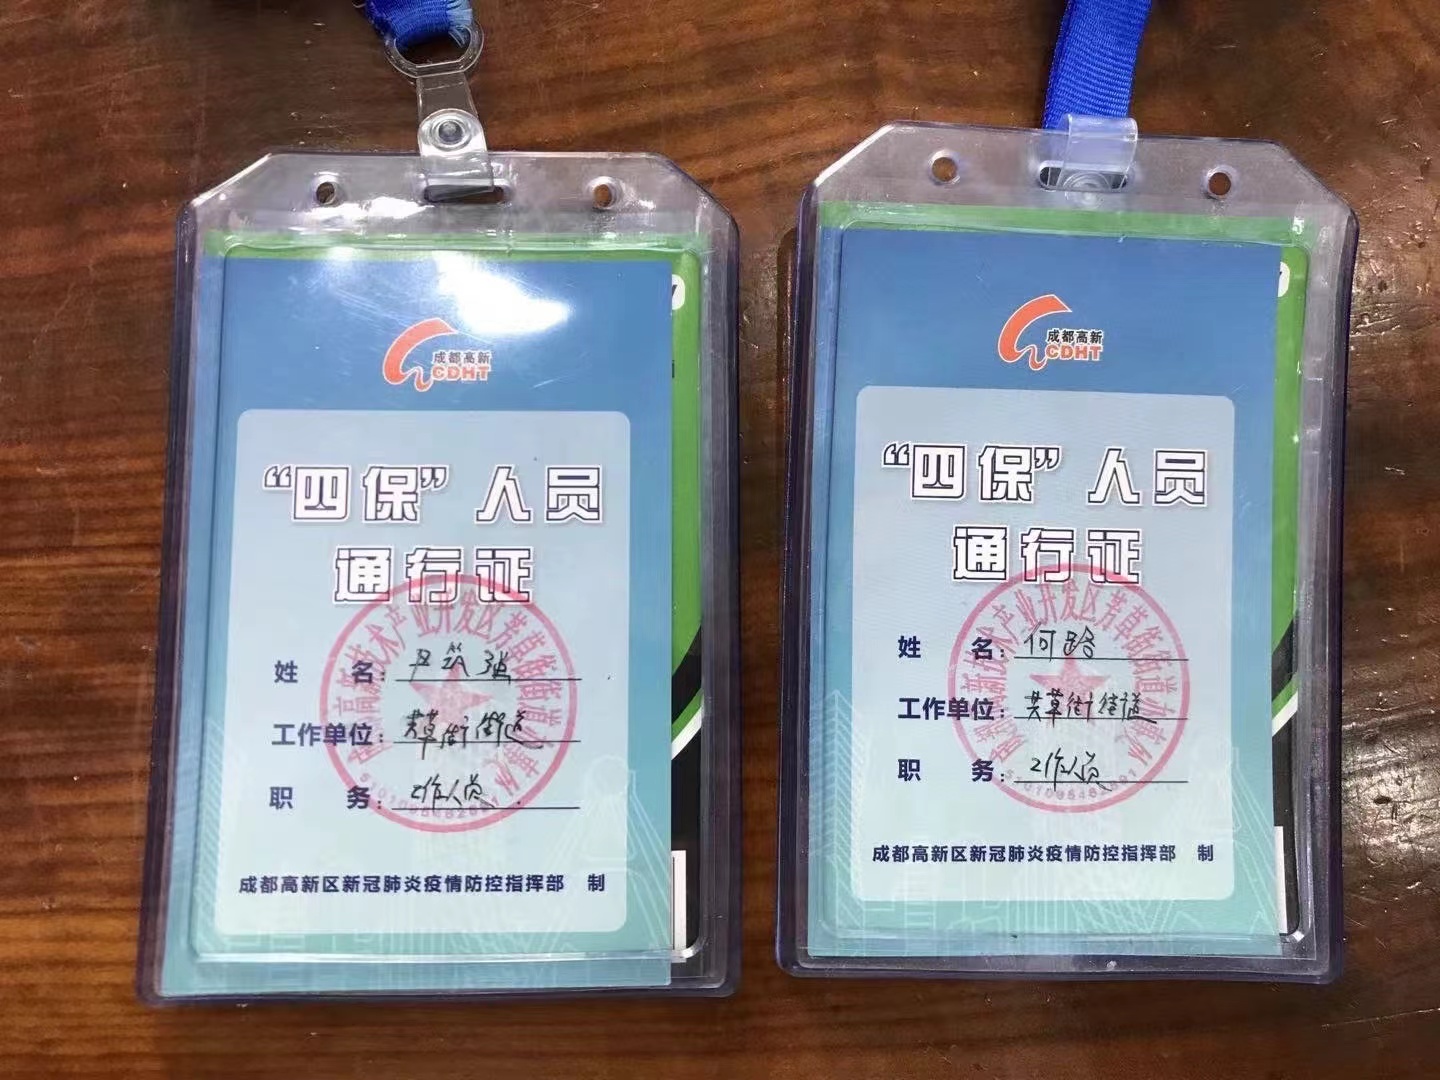 成都高新
CDHT
“四保”人员
通行证
姓 名：尹筑强
工作单位：芳草街街道
职 务：工作人员
成都高新区新冠肺炎疫情防控指挥部 制
成都高新
CDHT
“四保”人员
通行证
姓 名：何路
工作单位：芳草街街道
职 务：工作人员
成都高新区新冠肺炎疫情防控指挥部 制